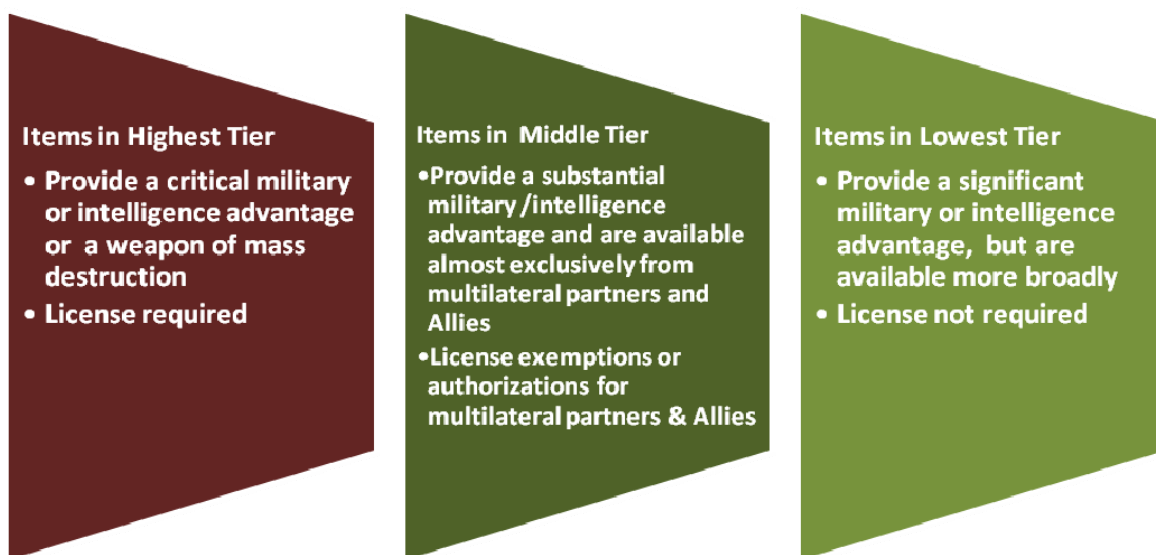 Items in Highest Tier
• Provide a critical military
or intelligence advantage
or a weapon of mass
destruction
• License required
Items in Middle Tier
•Provide a substantial
military/intelligence
advantage and are available
almost exclusively from
multilateral partners and
Allies
•License exemptions or
authorizations for
multilateral partners & Allies
Items in Lowest Tier
• Provide a significant
military or intelligence
advantage, but are
available more broadly
• License not required